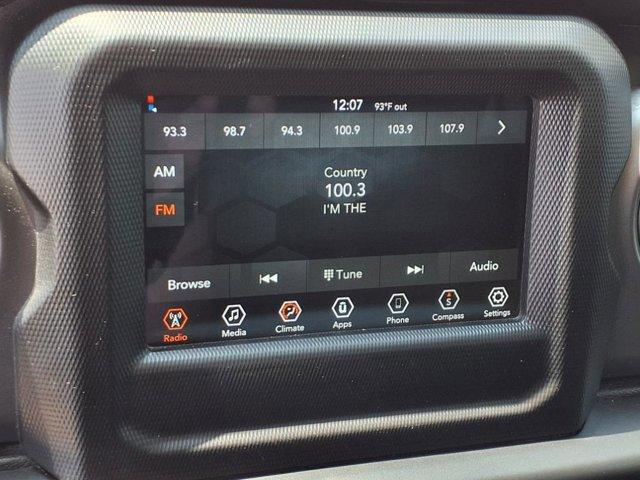 12:07 93°F out
93.3 98.7 94.3 100.9 103.9 107.9
AM
FM
Country
100.3
I'M THE
Browse Tune Audio
Radio Media Climate Apps Phone Compass Settings
S